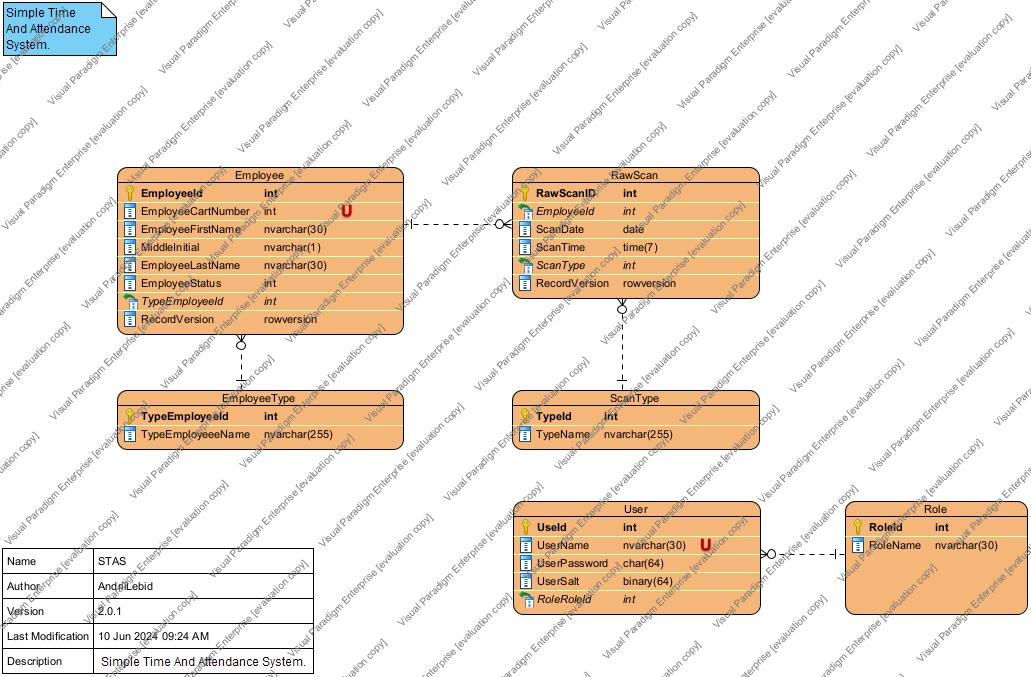 Simple Time
And Attendance
System.
Employee
EmployeeId int
EmployeeCartNumber int U
EmployeeFirstName nvarchar(30)
MiddleInitial nvarchar(1)
EmployeeLastName nvarchar(30)
EmployeeStatus int
TypeEmployeeId int
RecordVersion rowversion
RawScan
RawScanID int
EmployeeId int
ScanDate date
ScanTime time(7)
ScanType int
RecordVersion rowversion
EmployeeType
TypeEmployeeId int
TypeEmployeeeName nvarchar(255)
ScanType
TypeId int
TypeName nvarchar(255)
User
UseId int
UserName nvarchar(30) U
UserPassword char(64)
UserSalt binary(64)
RoleRoleId int
Role
RoleId int
RoleName nvarchar(30)
Name STAS
Author AndriiLebid
Version 2.0.1
Last Modification 10 Jun 2024 09:24 AM
Description Simple Time And Attendance System.
Visual Paradigm Enterprise [evaluation copy]